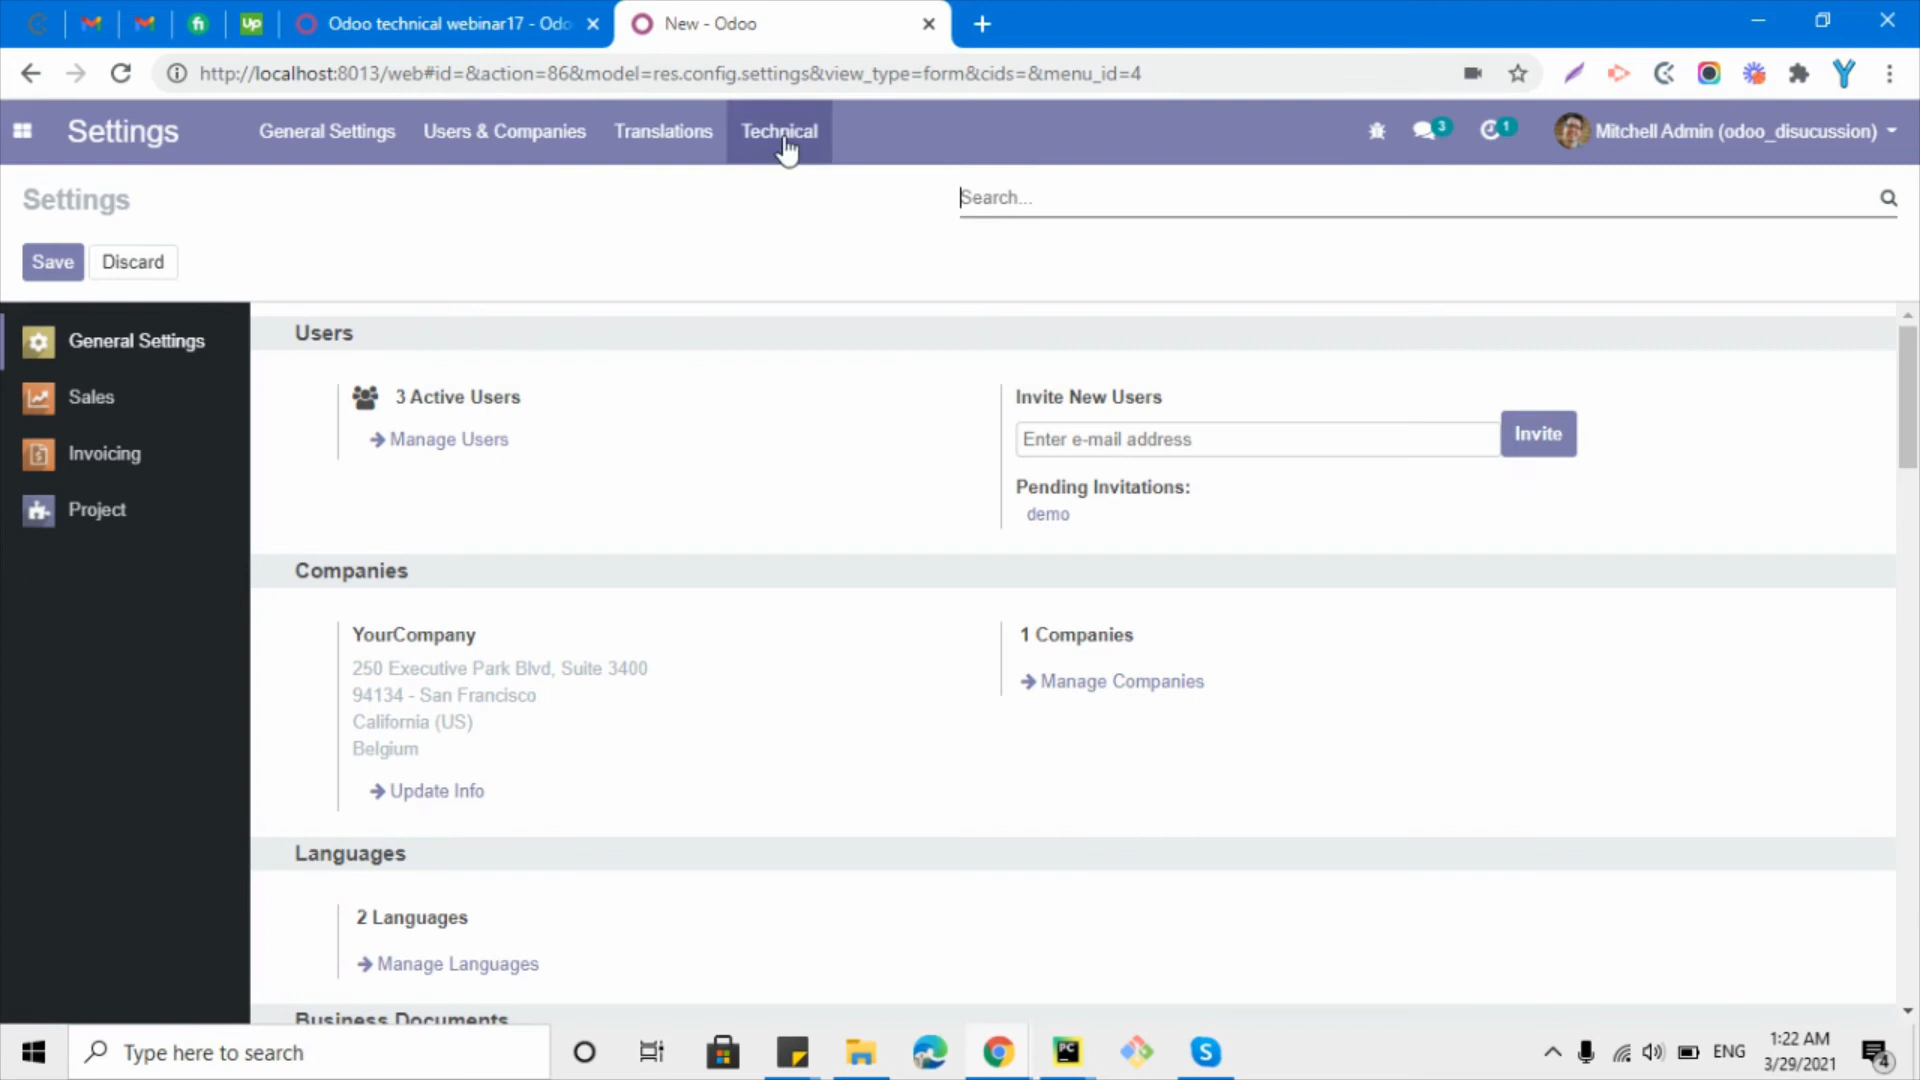 Odoo technical webinar17 - Odo
New - Odoo
Up
http://localhost:8013/web#id=&action=86&model=res.config.settings&view_type=form&cids=&menu_id=4
Settings
General Settings
Users & Companies
Translations
Technical
3
1
Mitchell Admin (odoo_disucussion)
Settings
Search...
Save
Discard
General Settings
Sales
Invoicing
Project
Users
3 Active Users
Manage Users
Invite New Users
Enter e-mail address
Invite
Pending Invitations:
demo
Companies
YourCompany
250 Executive Park Blvd, Suite 3400
94134 - San Francisco
California (US)
Belgium
Update Info
1 Companies
Manage Companies
Languages
2 Languages
Manage Languages
Business Documents
Type here to search
PC
S
ENG
1:22 AM
3/29/2021
4